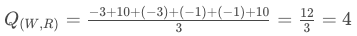 Q_{(W,R)} = \frac{-3+10+(-3)+(-1)+(-1)+10}{3} = \frac{12}{3} = 4